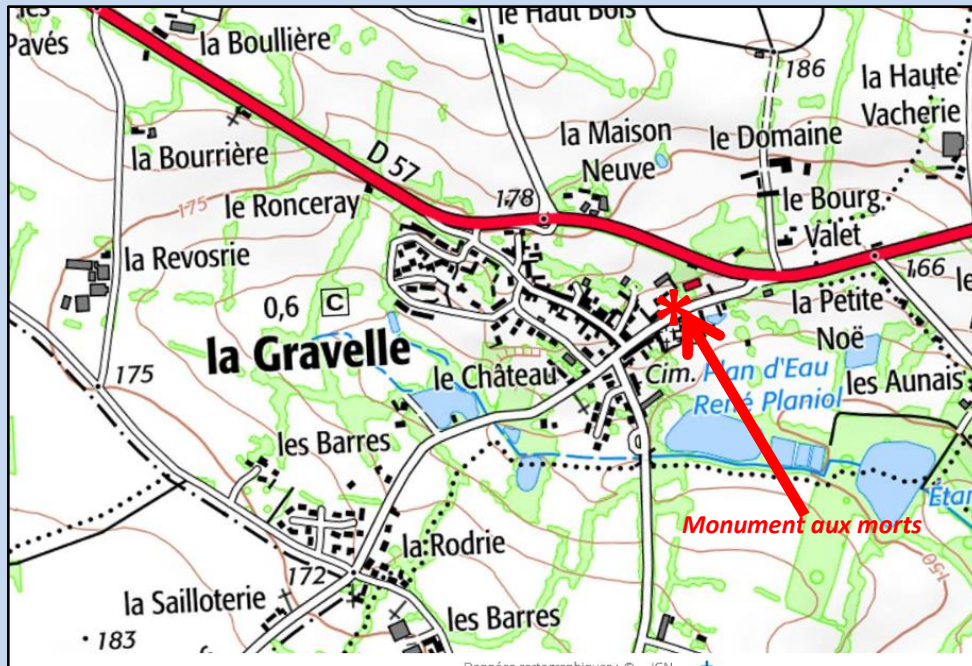 les
Pavés
la Boullière
le Haut Bois
186
la Haute
Vacherie
la Bourrière
D 57
la Maison
Neuve
le Domaine
175
le Ronceray
178
le Bourg
Valet
la Revosrie
166
0,6 C
la Petite
Noë
la Gravelle
175
le Château
Cim.
Plan d'Eau
René Planiol
les Aunais
les Barres
Monument aux morts
la Rodrie
172
150
la Sailloterie
les Barres
183